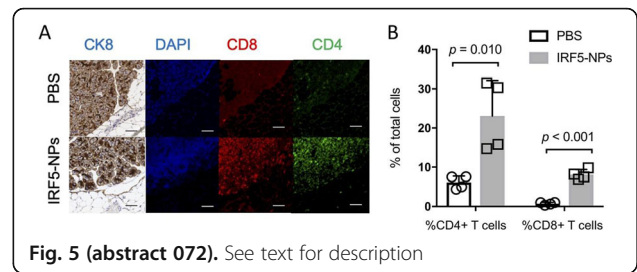 A
CK8 DAPI CD8 CD4
PBS
IRF5-NPs
B
PBS
IRF5-NPs
% of total cells
40
30
20
10
0
p = 0.010
p < 0.001
%CD4+ T cells %CD8+ T cells
Fig. 5 (abstract 072). See text for description